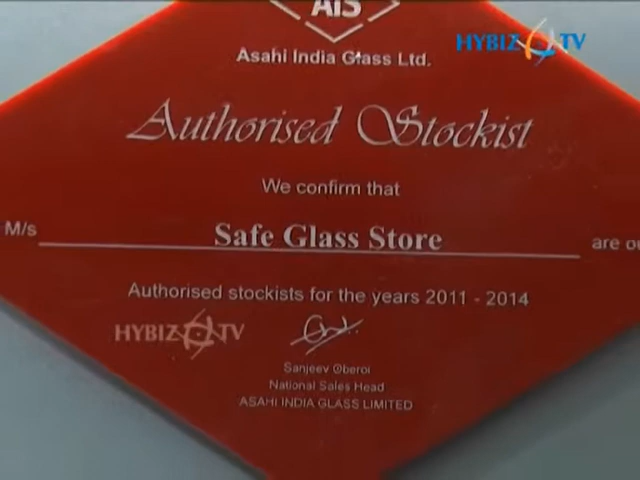 AIS
Asahi India Glass Ltd.
HYBIZ TV
Authorised Stockist
We confirm that
M/s Safe Glass Store are ou
Authorised stockists for the years 2011 - 2014
HYBIZ TV
Sanjeev Oberoi
National Sales Head
ASAHI INDIA GLASS LIMITED